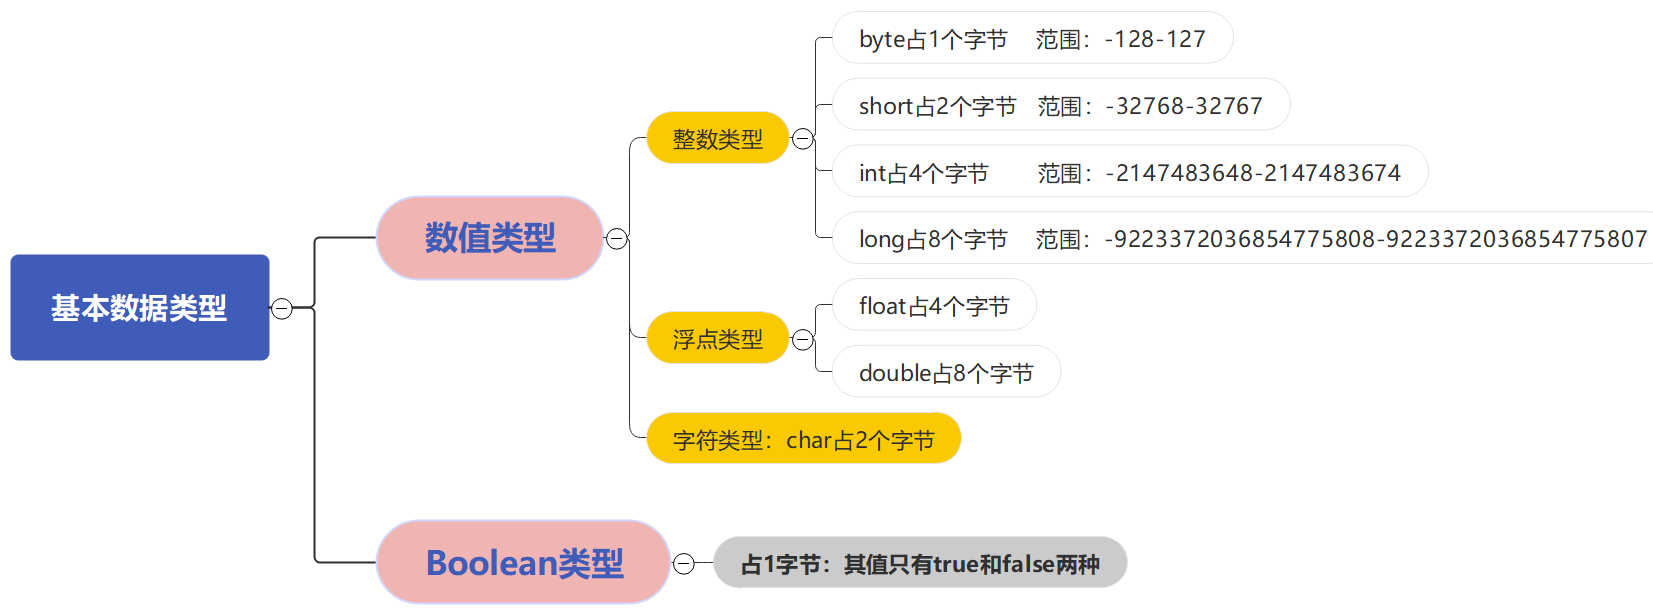 基本数据类型
数值类型
整数类型
byte占1个字节 范围：-128-127
short占2个字节 范围：-32768-32767
int占4个字节 范围：-2147483648-2147483674
long占8个字节 范围：-9223372036854775808-9223372036854775807
浮点类型
float占4个字节
double占8个字节
字符类型：char占2个字节
Boolean类型
占1字节：其值只有true和false两种